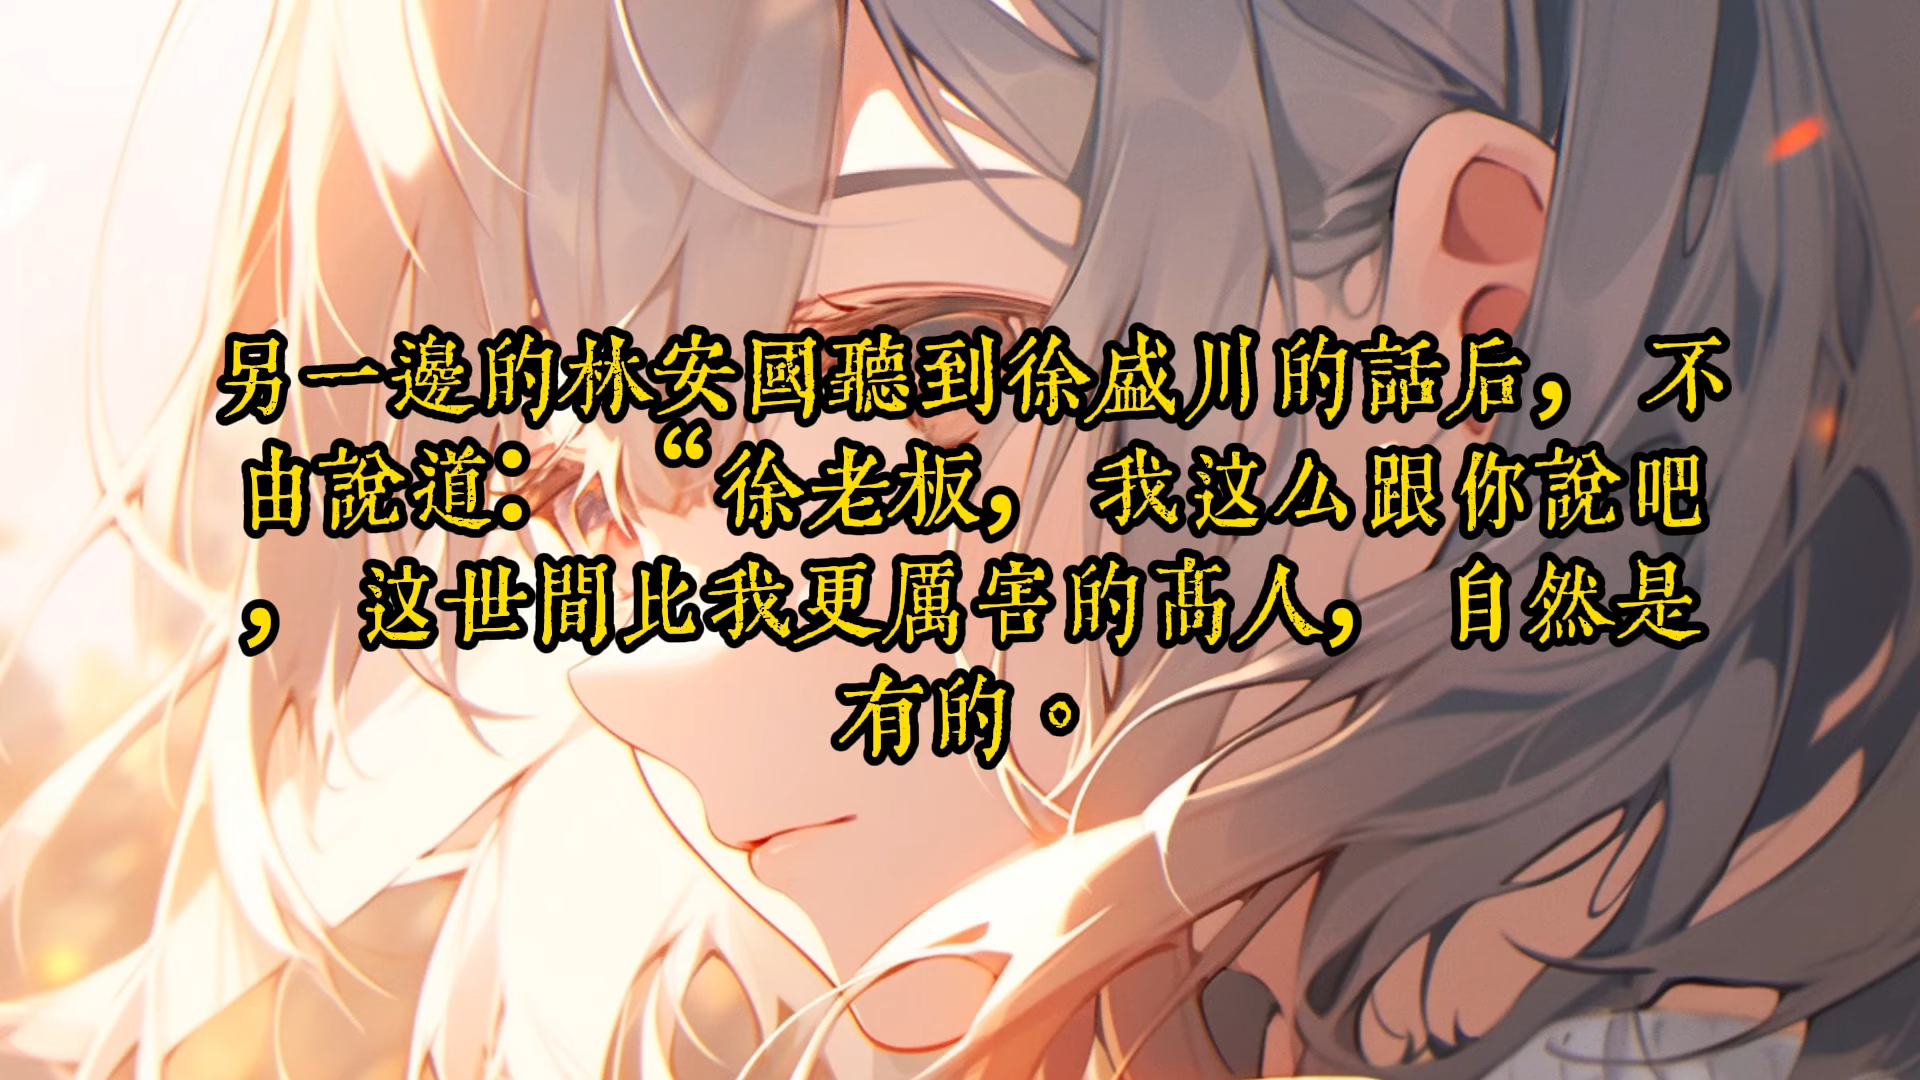 另一邊的林安國聽到徐盛川的話后，不
由說道：“徐老板，我这么跟你說吧
，这世間比我更厲害的高人，自然是
有的。